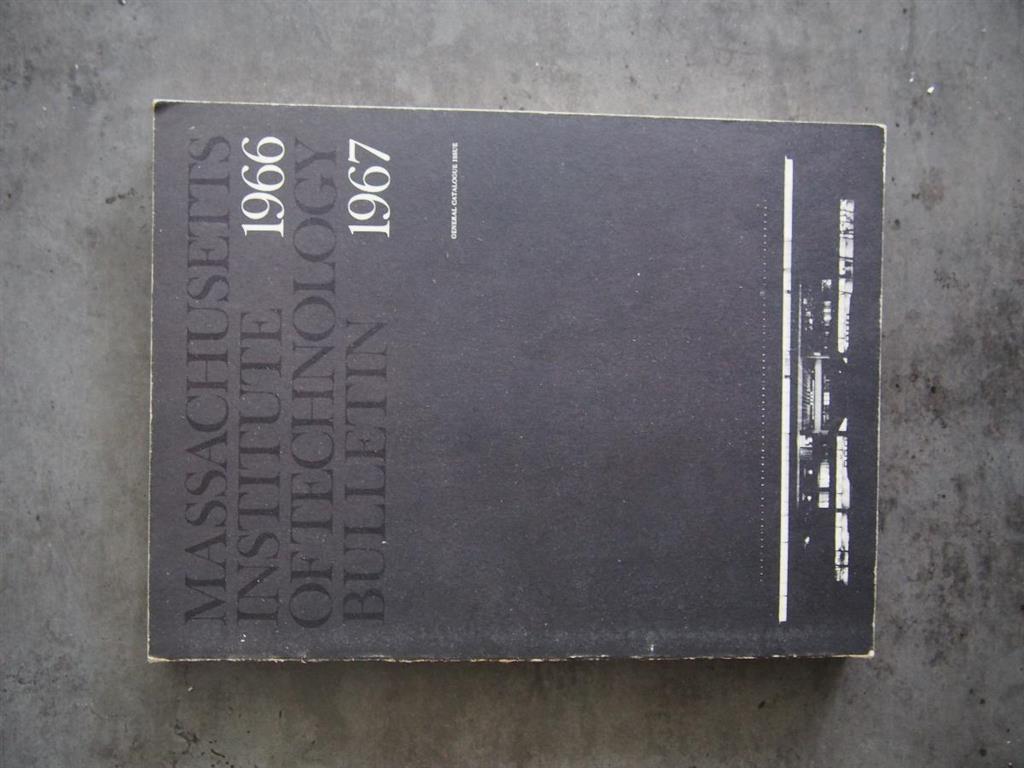 MASSACHUSETTS
INSTITUTE 1966
OF TECHNOLOGY
BULLETIN 1967
GENERAL CATALOGUE ISSUE